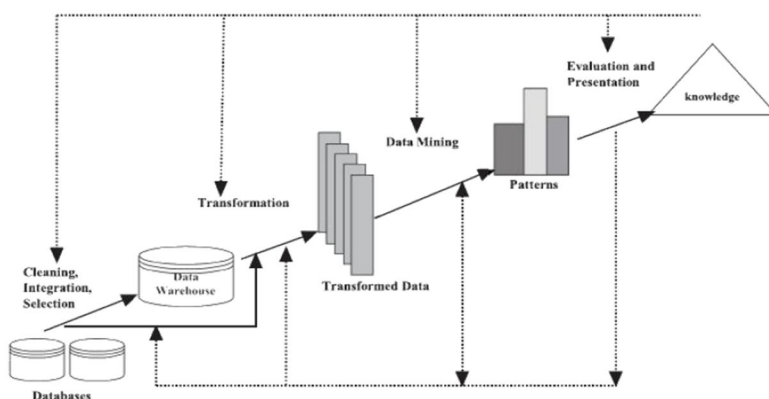 Evaluation and
Presentation
knowledge
Data Mining
Patterns
Transformation
Cleaning,
Integration,
Selection
Data
Warehouse
Transformed Data
Databases